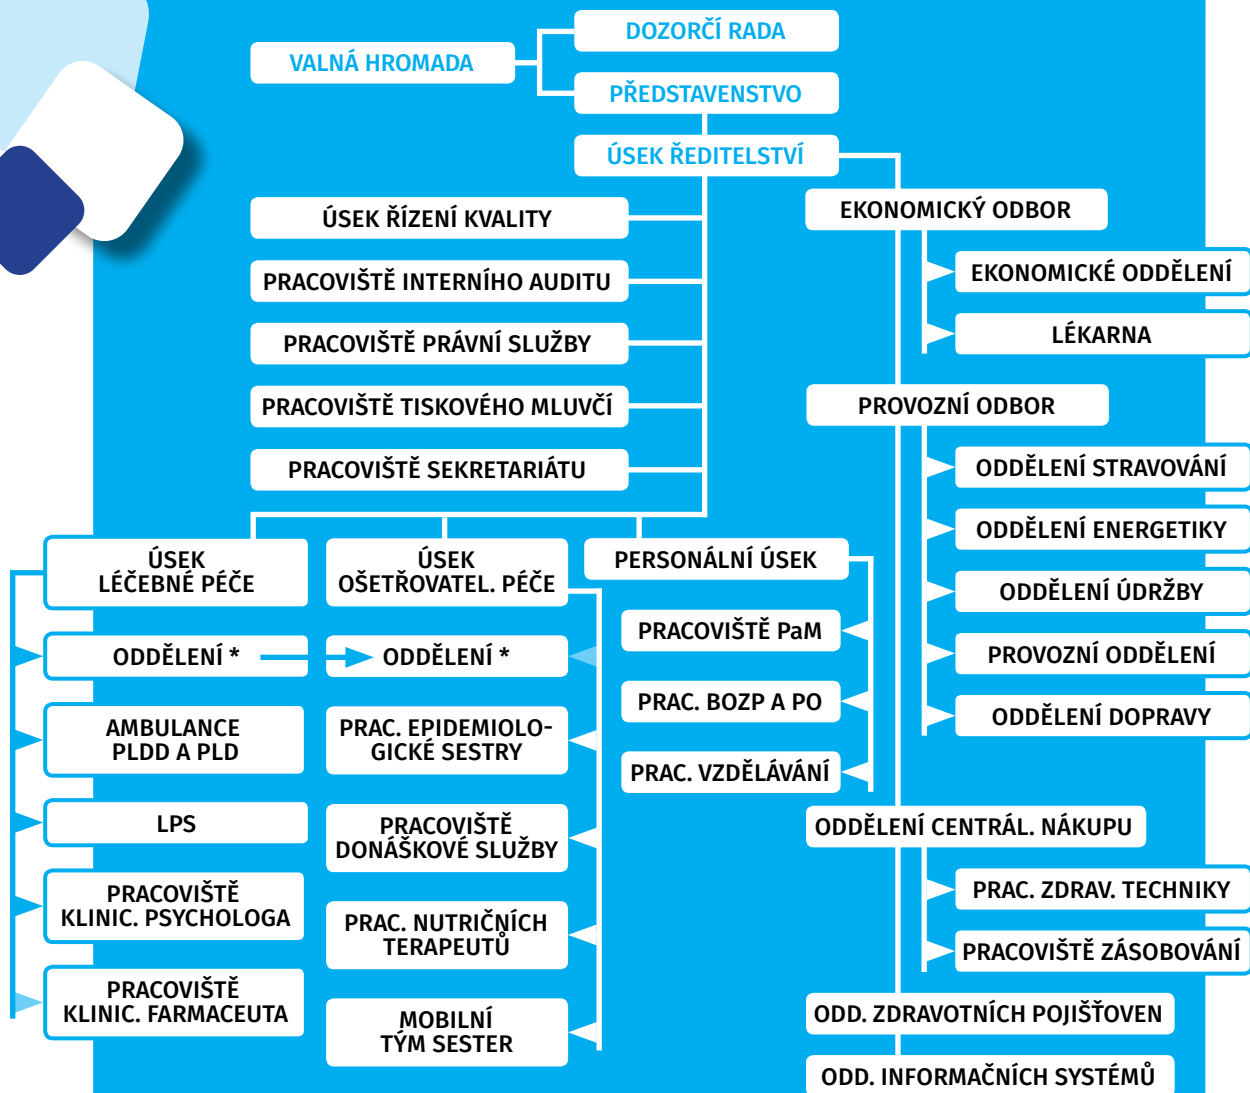 DOZORČÍ RADA
VALNÁ HROMADA
PŘEDSTAVENSTVO
ÚSEK ŘEDITELSTVÍ
ÚSEK ŘÍZENÍ KVALITY
PRACOVIŠTĚ INTERNÍHO AUDITU
PRACOVIŠTĚ PRÁVNÍ SLUŽBY
PRACOVIŠTĚ TISKOVÉHO MLUVČÍ
PRACOVIŠTĚ SEKRETARIÁTU
EKONOMICKÝ ODBOR
EKONOMICKÉ ODDĚLENÍ
LÉKARNA
PROVOZNÍ ODBOR
ODDĚLENÍ STRAVOVÁNÍ
ODDĚLENÍ ENERGETIKY
ODDĚLENÍ ÚDRŽBY
PROVOZNÍ ODDĚLENÍ
ODDĚLENÍ DOPRAVY
ÚSEK
LÉČEBNÉ PÉČE
ODDĚLENÍ *
AMBULANCE
PLDD A PLD
LPS
PRACOVIŠTĚ
KLINIC. PSYCHOLOGA
PRACOVIŠTĚ
KLINIC. FARMACEUTA
ÚSEK
OŠETŘOVATEL. PÉČE
ODDĚLENÍ *
PRAC. EPIDEMIOLO-
GICKÉ SESTRY
PRACOVIŠTĚ
DONÁŠKOVÉ SLUŽBY
PRAC. NUTRIČNÍCH
TERAPEUTŮ
MOBILNÍ
TÝM SESTER
PERSONÁLNÍ ÚSEK
PRACOVIŠTĚ PaM
PRAC. BOZP A PO
PRAC. VZDĚLÁVÁNÍ
ODDĚLENÍ CENTRÁL. NÁKUPU
PRAC. ZDRAV. TECHNIKY
PRACOVIŠTĚ ZÁSOBOVÁNÍ
ODD. ZDRAVOTNÍCH POJIŠŤOVEN
ODD. INFORMAČNÍCH SYSTÉMŮ